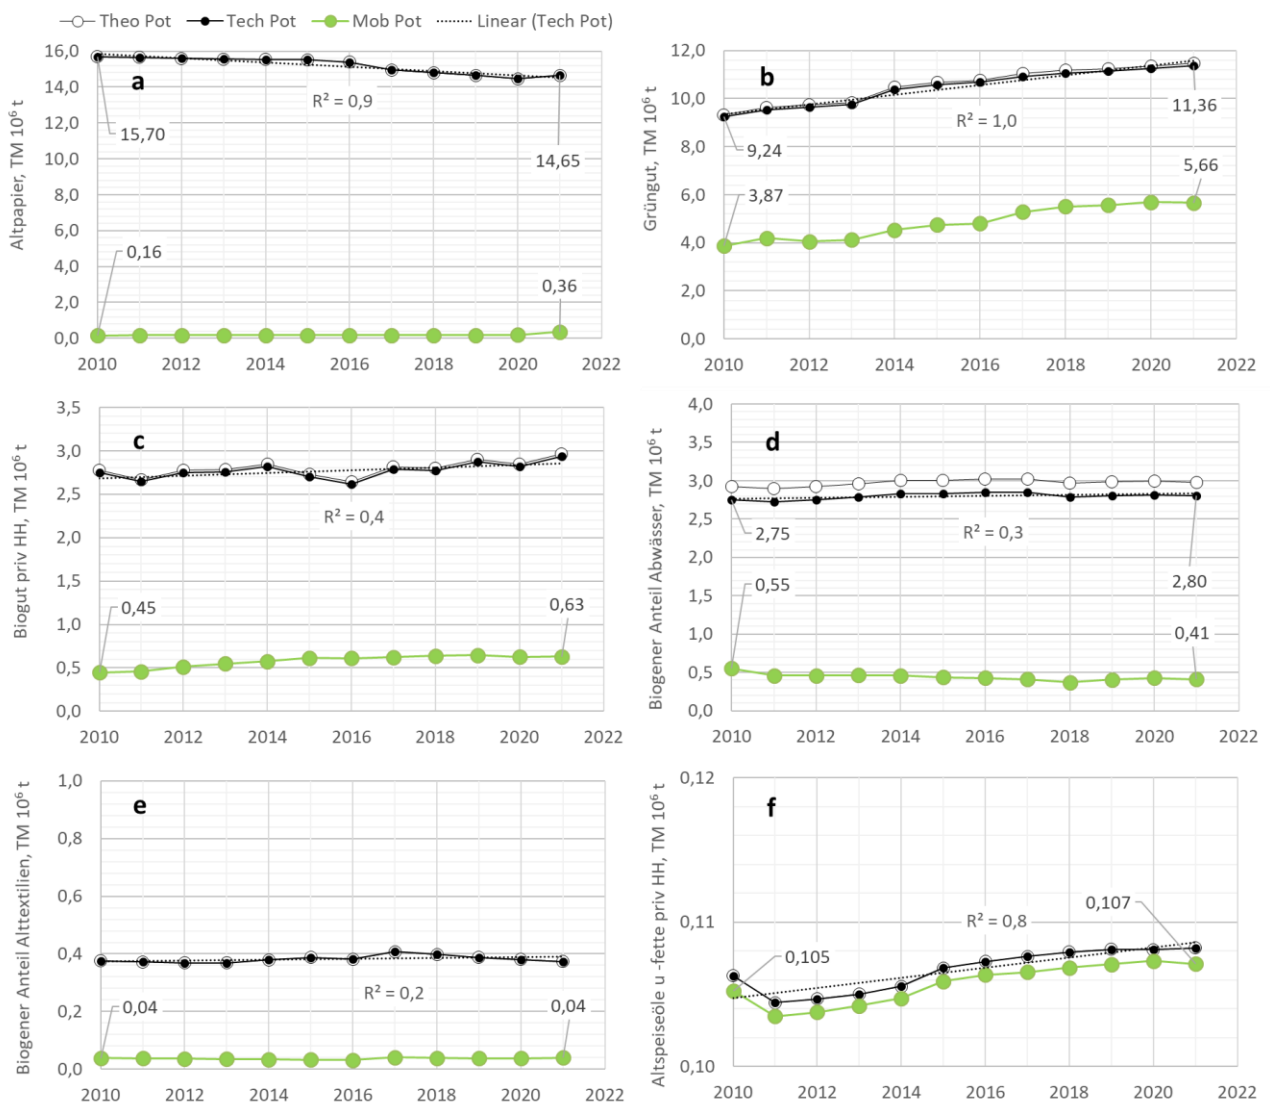 Theo Pot Tech Pot Mob Pot Linear (Tech Pot)
Altpapier, TM 10⁶ t
16,0
14,0
12,0
10,0
8,0
6,0
4,0
2,0
0,0
a
R² = 0,9
15,70
14,65
0,16
0,36
2010 2012 2014 2016 2018 2020 2022
Grüngut, TM 10⁶ t
12,0
10,0
8,0
6,0
4,0
2,0
0,0
b
R² = 1,0
9,24
11,36
3,87
5,66
2010 2012 2014 2016 2018 2020 2022
Biogut priv HH, TM 10⁶ t
3,5
3,0
2,5
2,0
1,5
1,0
0,5
0,0
c
R² = 0,4
0,45
0,63
2010 2012 2014 2016 2018 2020 2022
Biogener Anteil Abwässer, TM 10⁶ t
4,0
3,5
3,0
2,5
2,0
1,5
1,0
0,5
0,0
d
2,75
R² = 0,3
2,80
0,55
0,41
2010 2012 2014 2016 2018 2020 2022
Biogener Anteil Alttextilien, TM 10⁶ t
1,0
0,8
0,6
0,4
0,2
0,0
e
R² = 0,2
0,04
0,04
2010 2012 2014 2016 2018 2020 2022
Altspeiseöle u -fette priv HH, TM 10⁶ t
0,12
0,11
0,10
f
0,107
R² = 0,8
0,105
2010 2012 2014 2016 2018 2020 2022